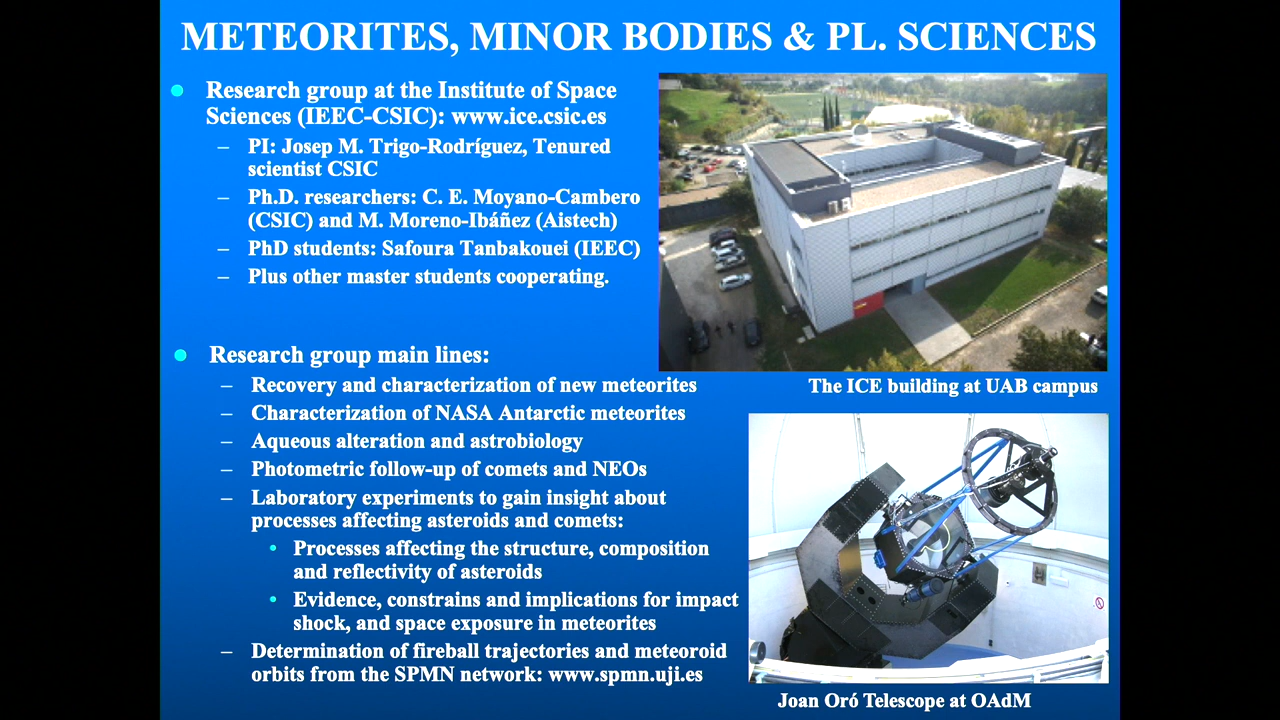 METEORITES, MINOR BODIES & PL. SCIENCES
Research group at the Institute of Space
Sciences (IEEC-CSIC): www.ice.csic.es
– PI: Josep M. Trigo-Rodríguez, Tenured
scientist CSIC
– Ph.D. researchers: C. E. Moyano-Cambero
(CSIC) and M. Moreno-Ibáñez (Aistech)
– PhD students: Safoura Tanbakouei (IEEC)
– Plus other master students cooperating.
Research group main lines:
– Recovery and characterization of new meteorites
– Characterization of NASA Antarctic meteorites
– Aqueous alteration and astrobiology
– Photometric follow-up of comets and NEOs
– Laboratory experiments to gain insight about
processes affecting asteroids and comets:
• Processes affecting the structure, composition
and reflectivity of asteroids
• Evidence, constrains and implications for impact
shock, and space exposure in meteorites
– Determination of fireball trajectories and meteoroid
orbits from the SPMN network: www.spmn.uji.es
The ICE building at UAB campus
Joan Oró Telescope at OAdM